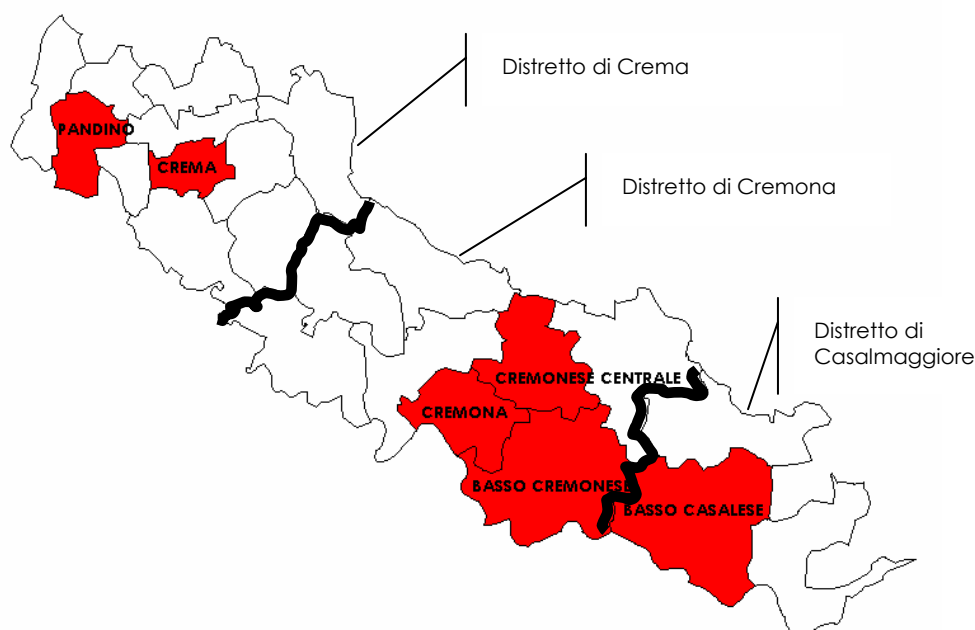 Distretto di Crema
PANDINO
CREMA
Distretto di Cremona
Distretto di
Casalmaggiore
CREMONESE CENTRALE
CREMONA
BASSO CREMONESE
BASSO CASALESE